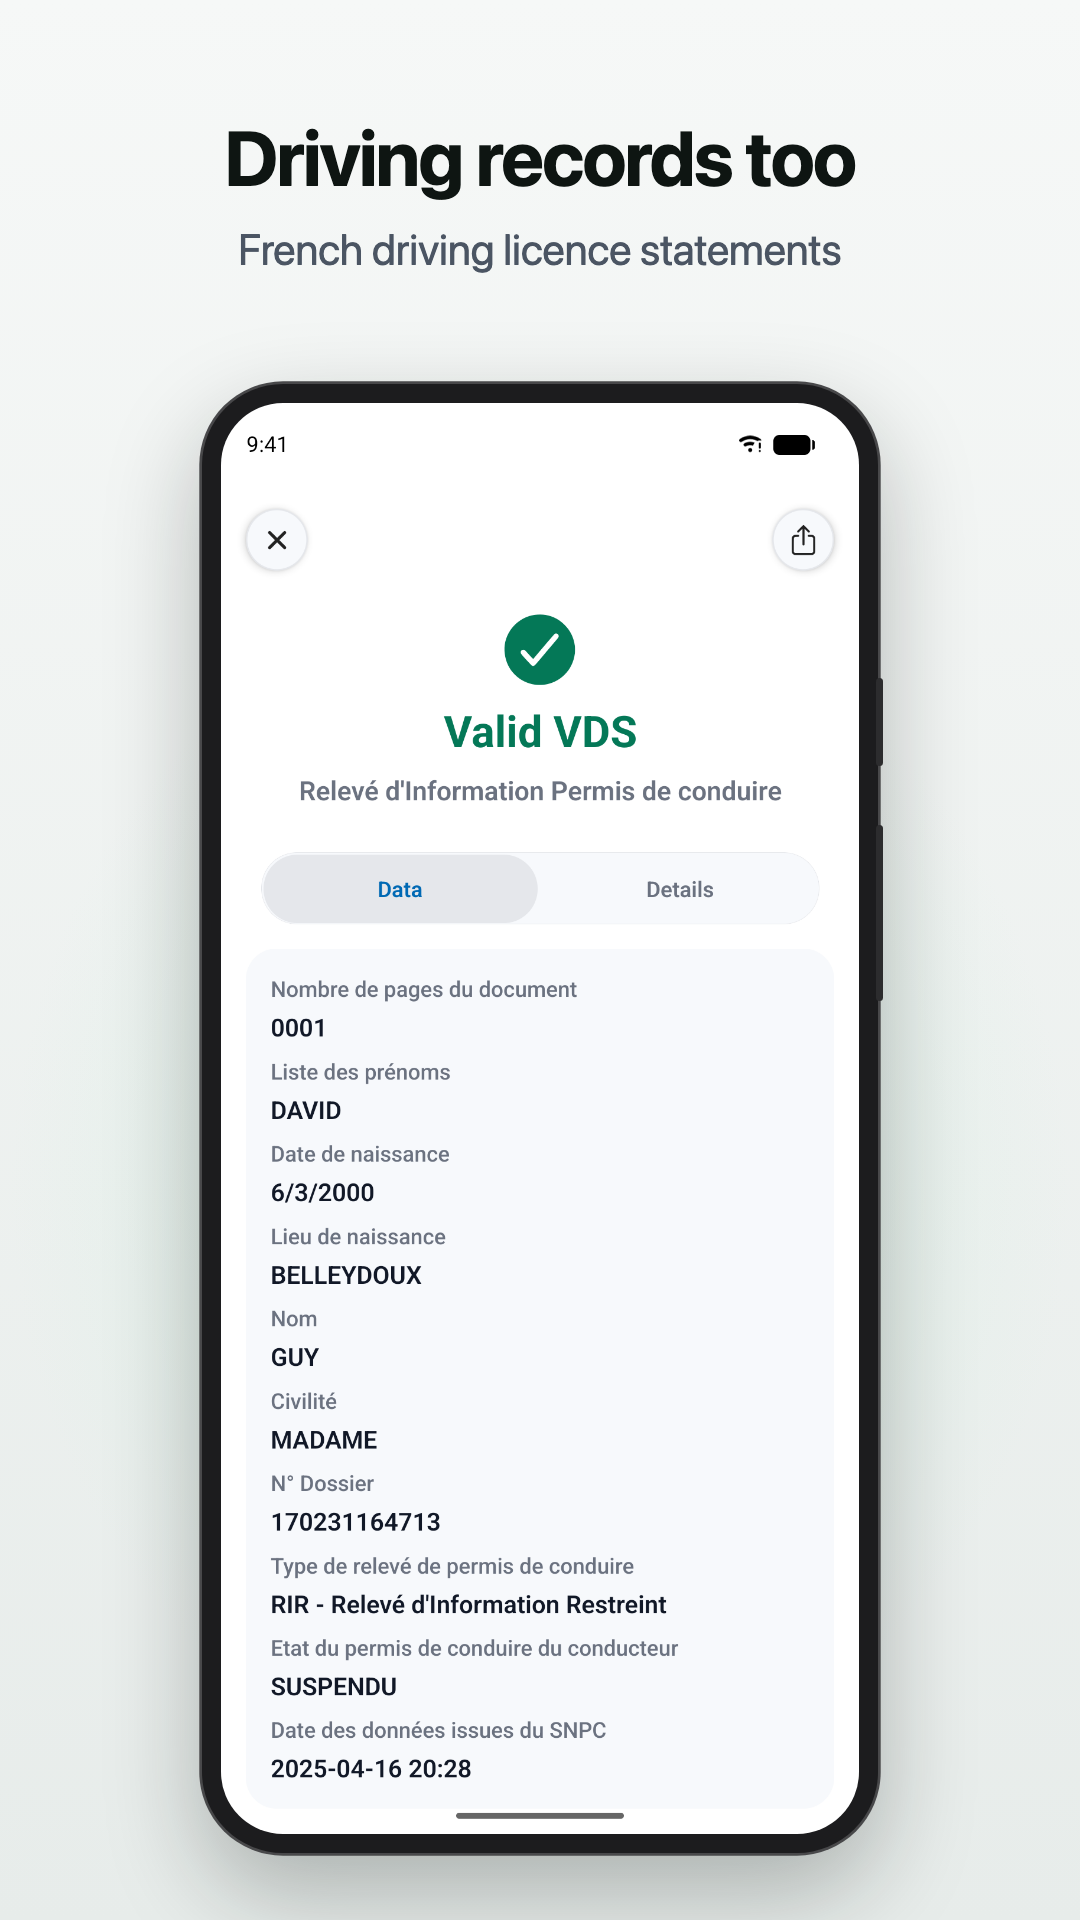 Driving records too
French driving licence statements
9:41
Valid VDS
Relevé d'Information Permis de conduire
Data
Details
Nombre de pages du document
0001
Liste des prénoms
DAVID
Date de naissance
6/3/2000
Lieu de naissance
BELLEYDOUX
Nom
GUY
Civilité
MADAME
N° Dossier
170231164713
Type de relevé de permis de conduire
RIR - Relevé d'Information Restreint
Etat du permis de conduire du conducteur
SUSPENDU
Date des données issues du SNPC
2025-04-16 20:28